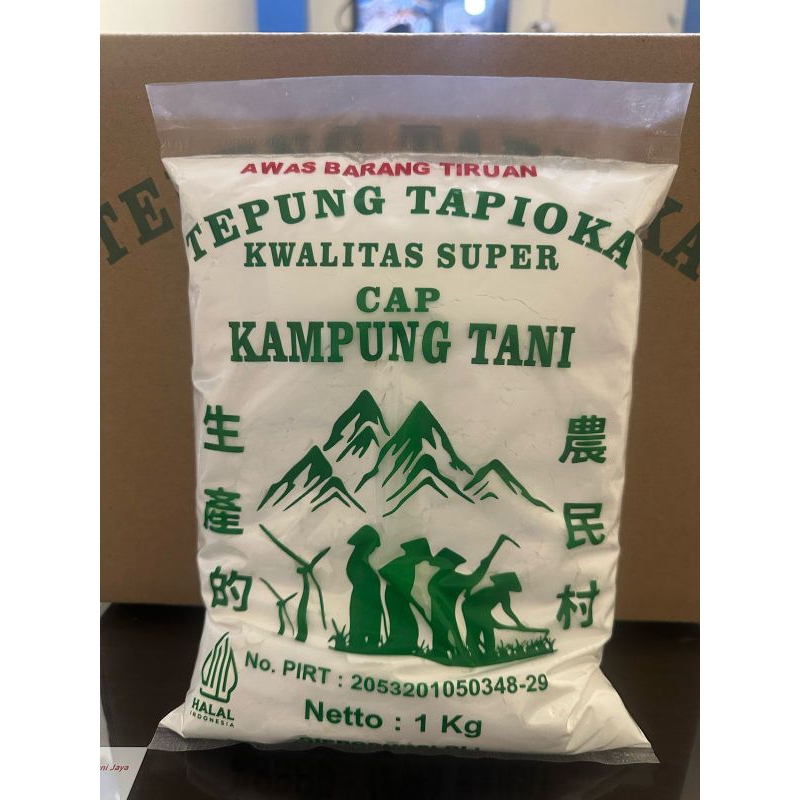 AWAS BARANG TIRUAN
TEPUNG TAPIOKA
KWALITAS SUPER
CAP
KAMPUNG TANI
農民村
生產的
HALAL
INDONESIA
No. PIRT : 2053201050348-29
Netto : 1 Kg